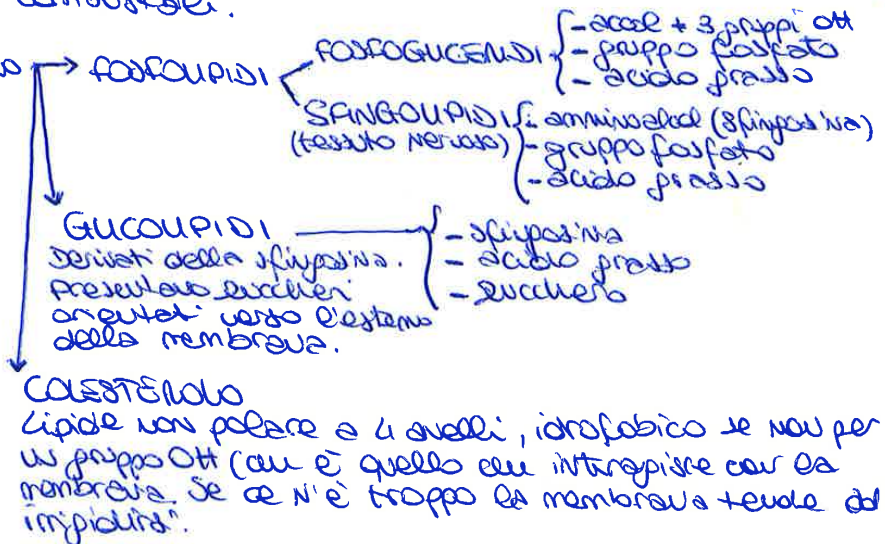 FOSFOLIPIDI
FOSFOGLICERIDI
- alcol + 3 gruppi OH
- gruppo fosfato
- acido grasso
SFINGOLIPIDI
(tessuto nervoso)
- amminoalcol (sfingosina)
- gruppo fosfato
- acido grasso
GLICOLIPIDI
Derivati della sfingosina.
presentano zuccheri
orientati verso l'esterno
della membrana.
- sfingosina
- acido grasso
- zucchero
COLESTEROLO
Lipide non polare a 4 anelli, idrofobico se non per
un gruppo OH (che è quello che interagisce con la
membrana. Se ce n'è troppo la membrana tende ad
irrigidirsi".